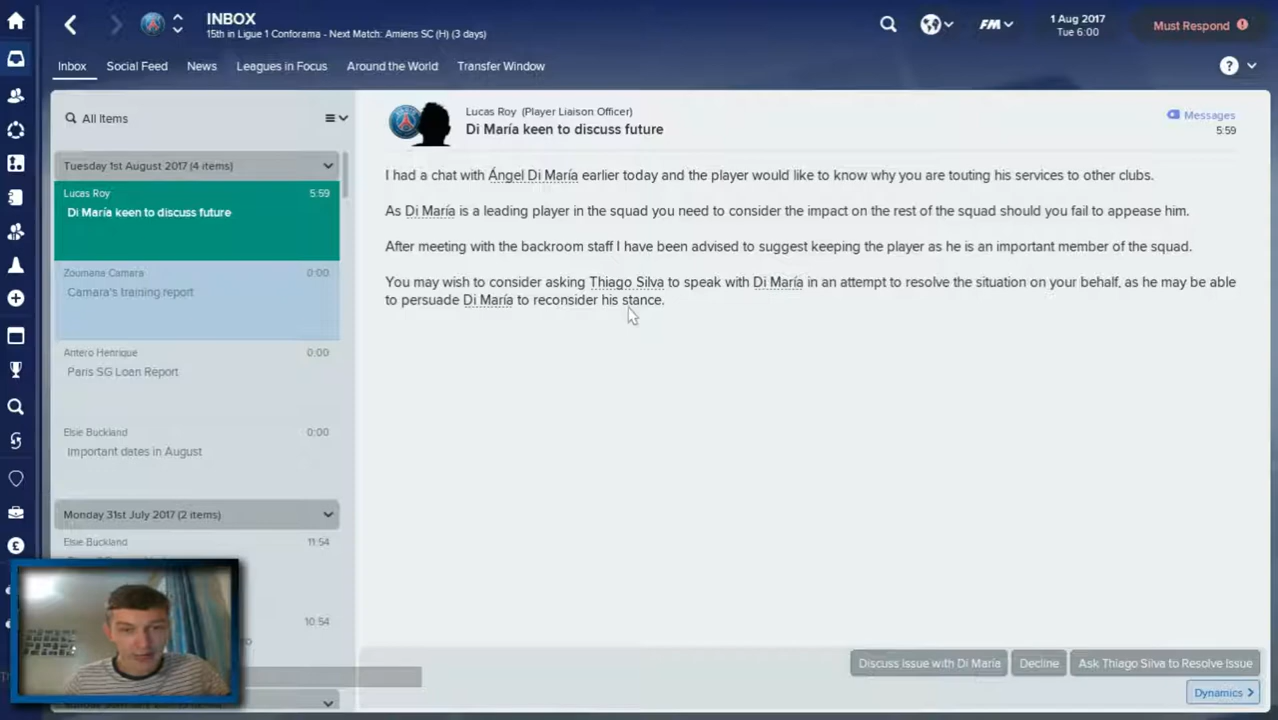 INBOX
15th in Ligue 1 Conforama - Next Match: Amiens SC (H) (3 days)
FM
1 Aug 2017
Tue 6:00
Must Respond
Inbox
Social Feed
News
Leagues in Focus
Around the World
Transfer Window
?
All Items
Tuesday 1st August 2017 (4 items)
Lucas Roy 5:59
Di María keen to discuss future
Zoumana Camara 0:00
Camara's training report
Antero Henrique 0:00
Paris SG Loan Report
Elsie Buckland 0:00
Important dates in August
Monday 31st July 2017 (2 items)
Elsie Buckland 11:54
10:54
Lucas Roy (Player Liaison Officer)
Di María keen to discuss future
Messages
5:59
I had a chat with Ángel Di María earlier today and the player would like to know why you are touting his services to other clubs.
As Di María is a leading player in the squad you need to consider the impact on the rest of the squad should you fail to appease him.
After meeting with the backroom staff I have been advised to suggest keeping the player as he is an important member of the squad.
You may wish to consider asking Thiago Silva to speak with Di María in an attempt to resolve the situation on your behalf, as he may be able
to persuade Di María to reconsider his stance.
Discuss Issue with Di María
Decline
Ask Thiago Silva to Resolve Issue
Dynamics